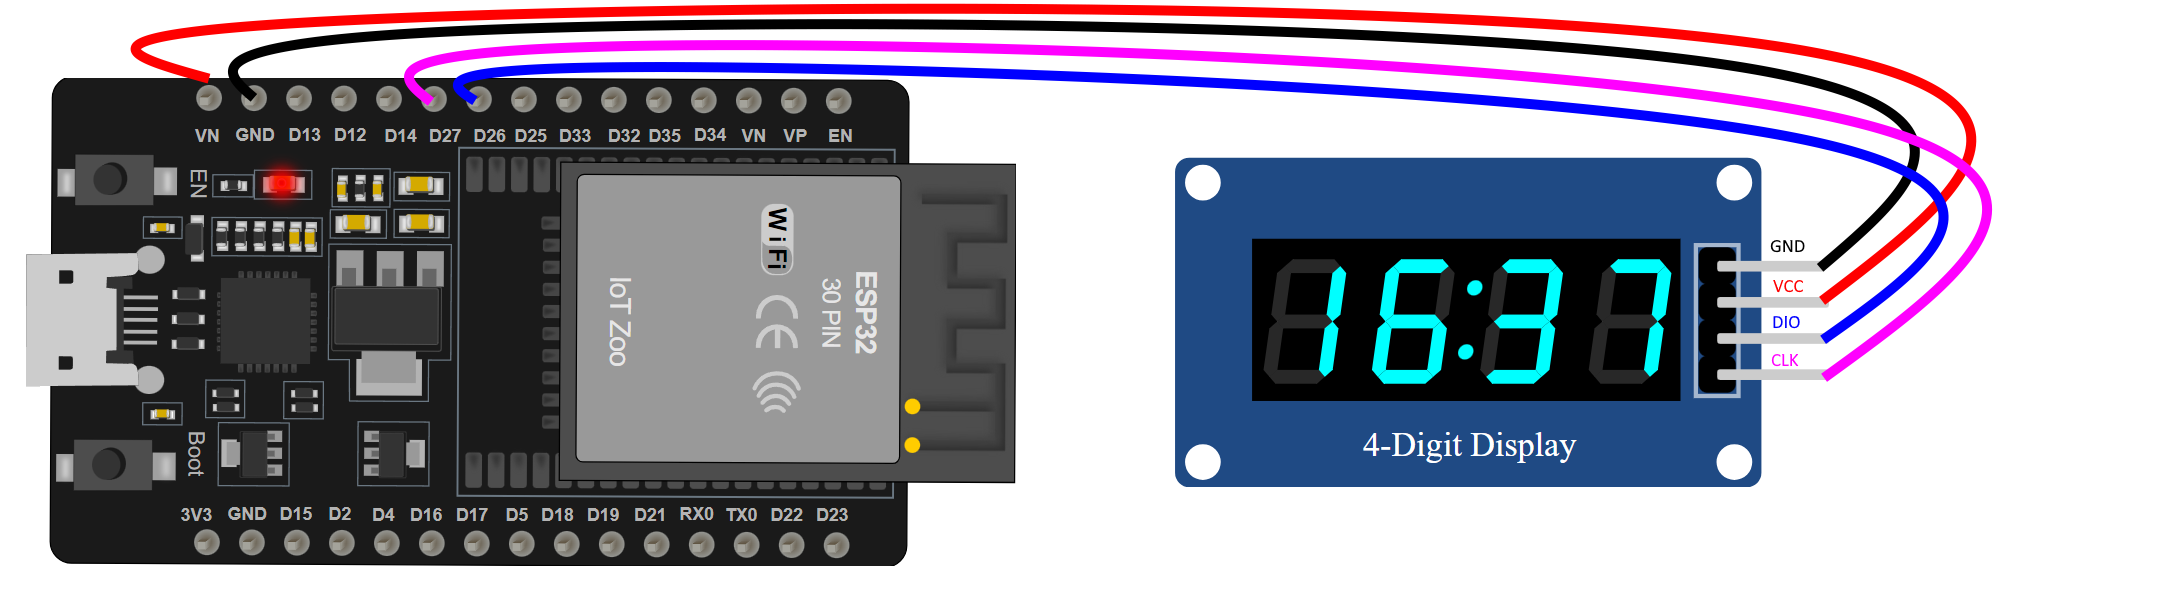 VN GND D13 D12 D14 D27 D26 D25 D33 D32 D35 D34 VN VP EN
EN
WiFi
ESP32
30 PIN
CE
IoT Zoo
Boot
3V3 GND D15 D2 D4 D16 D17 D5 D18 D19 D21 RX0 TX0 D22 D23
16:37
4-Digit Display
GND
VCC
DIO
CLK